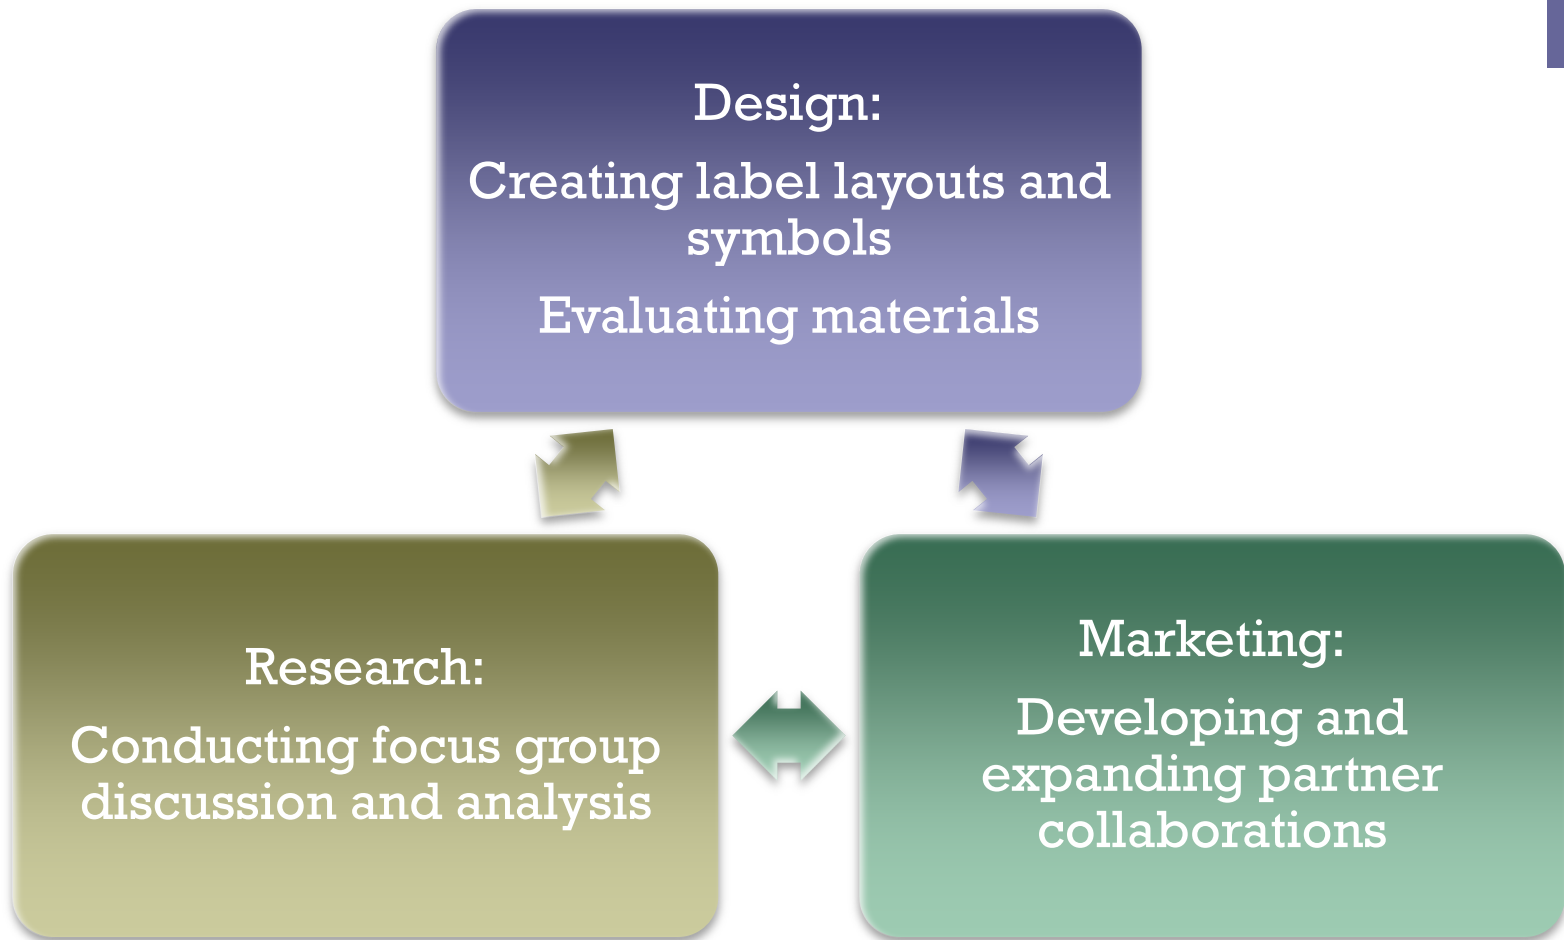 Design:
Creating label layouts and
symbols
Evaluating materials
Research:
Conducting focus group
discussion and analysis
Marketing:
Developing and
expanding partner
collaborations